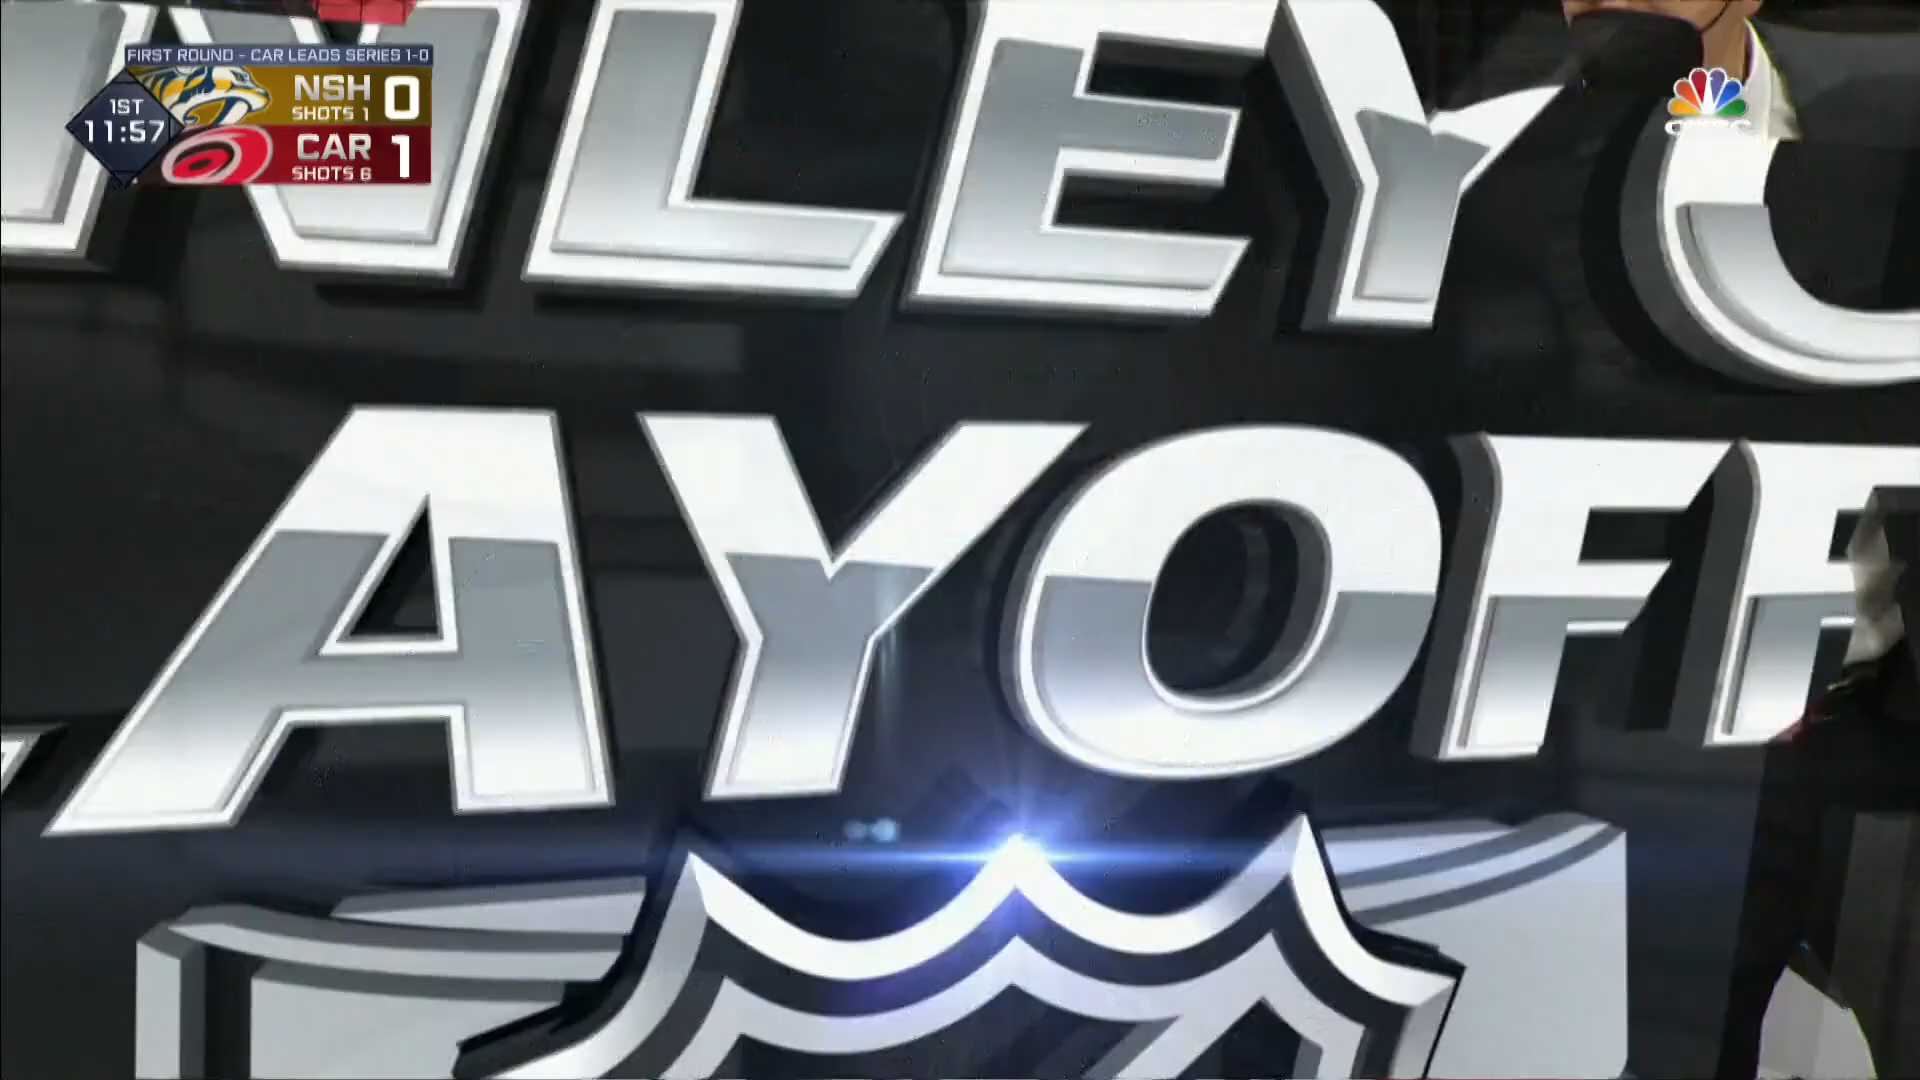 FIRST ROUND - CAR LEADS SERIES 1-0
1ST
11:57
NSH 0
SHOTS 1
CAR 1
SHOTS 6
NLEY C
LAYOFF